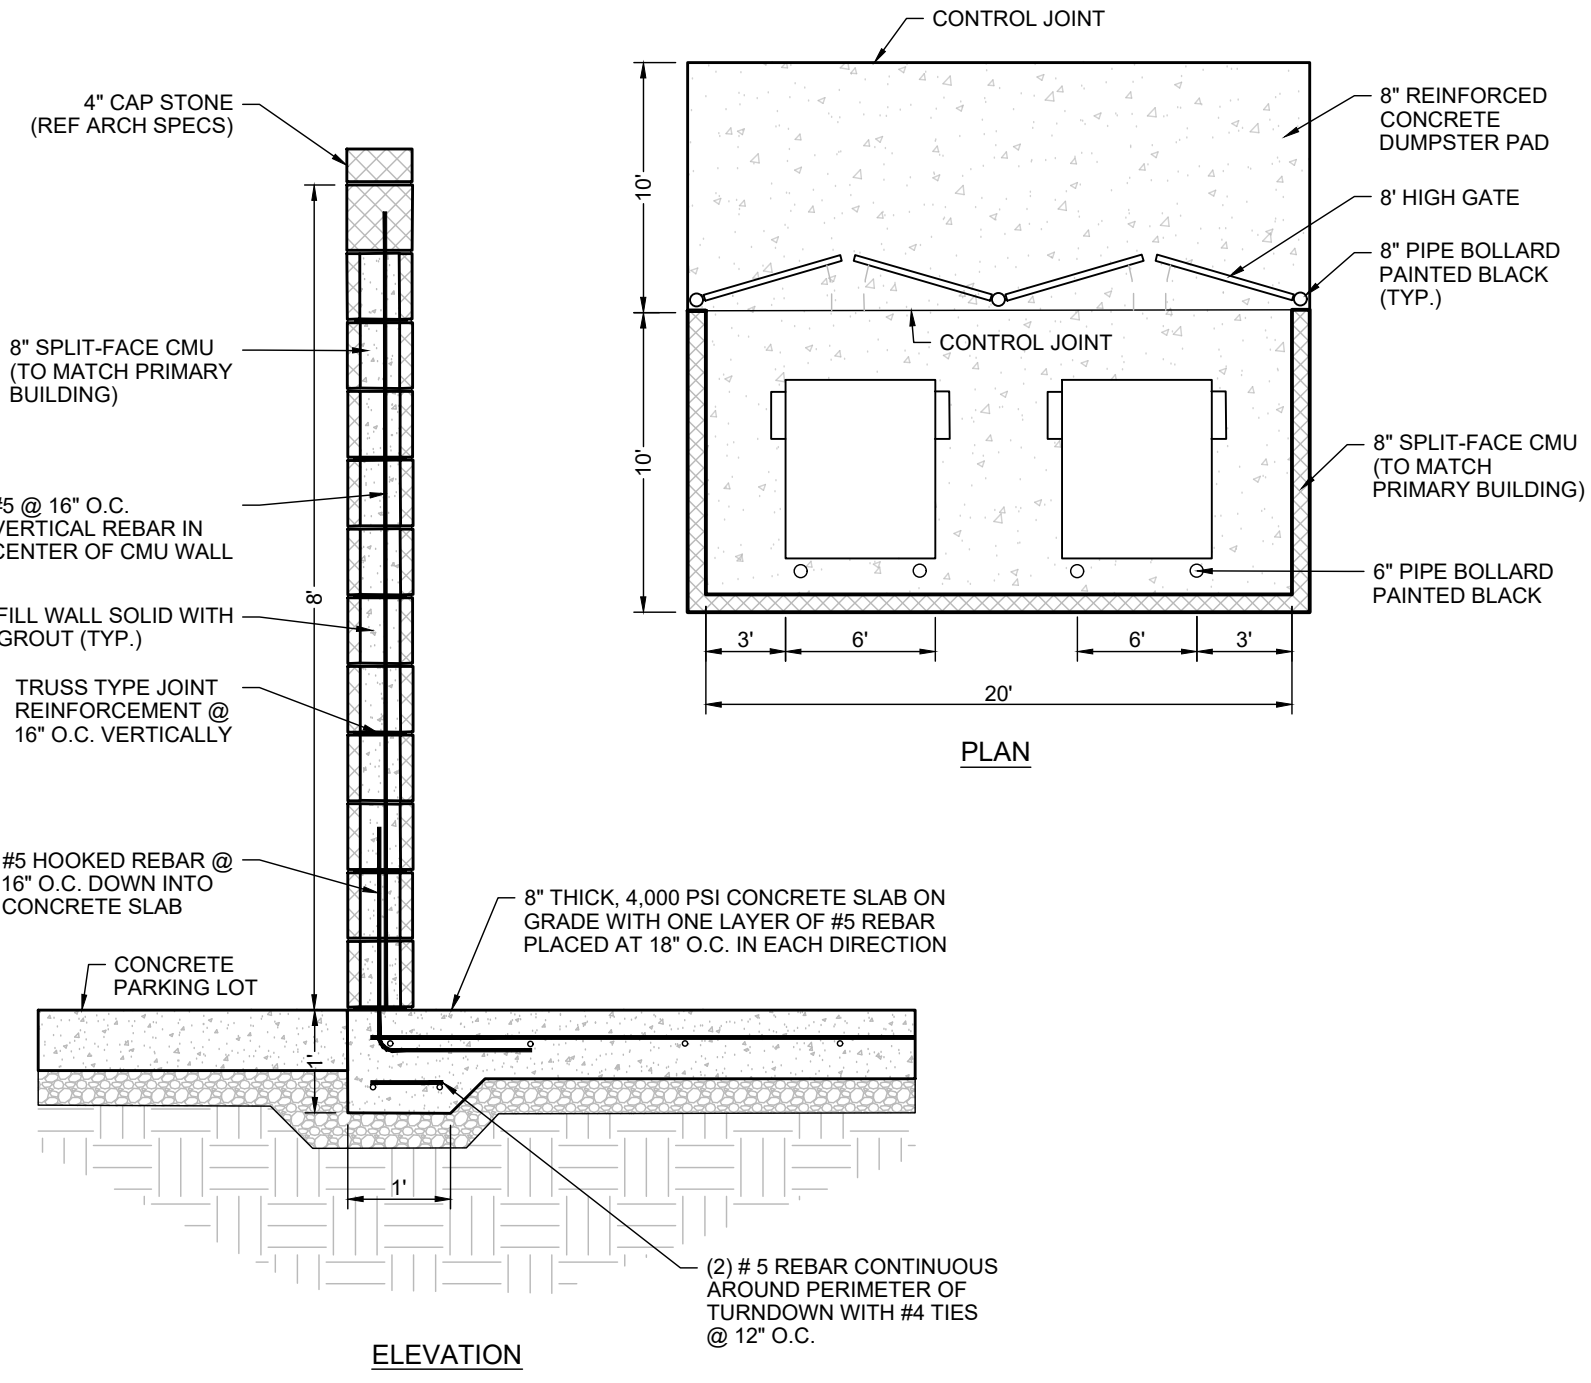 CONTROL JOINT
4" CAP STONE
(REF ARCH SPECS)
8" REINFORCED
CONCRETE
DUMPSTER PAD
10'
8' HIGH GATE
8" PIPE BOLLARD
PAINTED BLACK
(TYP.)
8" SPLIT-FACE CMU
(TO MATCH PRIMARY
BUILDING)
CONTROL JOINT
10'
8" SPLIT-FACE CMU
(TO MATCH
PRIMARY BUILDING)
#5 @ 16" O.C.
VERTICAL REBAR IN
CENTER OF CMU WALL
8'
6" PIPE BOLLARD
PAINTED BLACK
FILL WALL SOLID WITH
GROUT (TYP.)
3'
6'
6'
3'
20'
TRUSS TYPE JOINT
REINFORCEMENT @
16" O.C. VERTICALLY
PLAN
#5 HOOKED REBAR @
16" O.C. DOWN INTO
CONCRETE SLAB
8" THICK, 4,000 PSI CONCRETE SLAB ON
GRADE WITH ONE LAYER OF #5 REBAR
PLACED AT 18" O.C. IN EACH DIRECTION
CONCRETE
PARKING LOT
1'
1'
(2) # 5 REBAR CONTINUOUS
AROUND PERIMETER OF
TURNDOWN WITH #4 TIES
@ 12" O.C.
ELEVATION